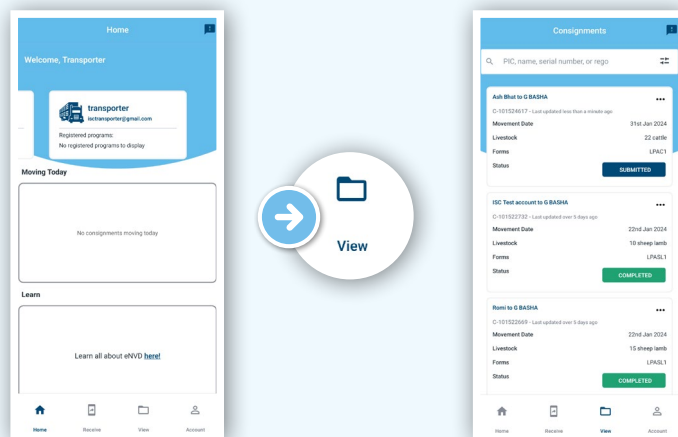 Home
Welcome, Transporter
transporter
isctransporter@gmail.com
Registered programs:
No registered programs to display
Moving Today
No consignments moving today
Learn
Learn all about eNVD here!
Home Receive View Account
View
Consignments
PIC, name, serial number, or rego
Ash Bhat to G BASHA
C-101524617 - Last updated less than a minute ago
Movement Date 31st Jan 2024
Livestock 22 cattle
Forms LPAC1
Status SUBMITTED
ISC Test account to G BASHA
C-101522732 - Last updated over 5 days ago
Movement Date 22nd Jan 2024
Livestock 10 sheep lamb
Forms LPASL1
Status COMPLETED
Romi to G BASHA
C-101522669 - Last updated over 5 days ago
Movement Date 22nd Jan 2024
Livestock 15 sheep lamb
Forms LPASL1
Status COMPLETED
Home Receive View Account